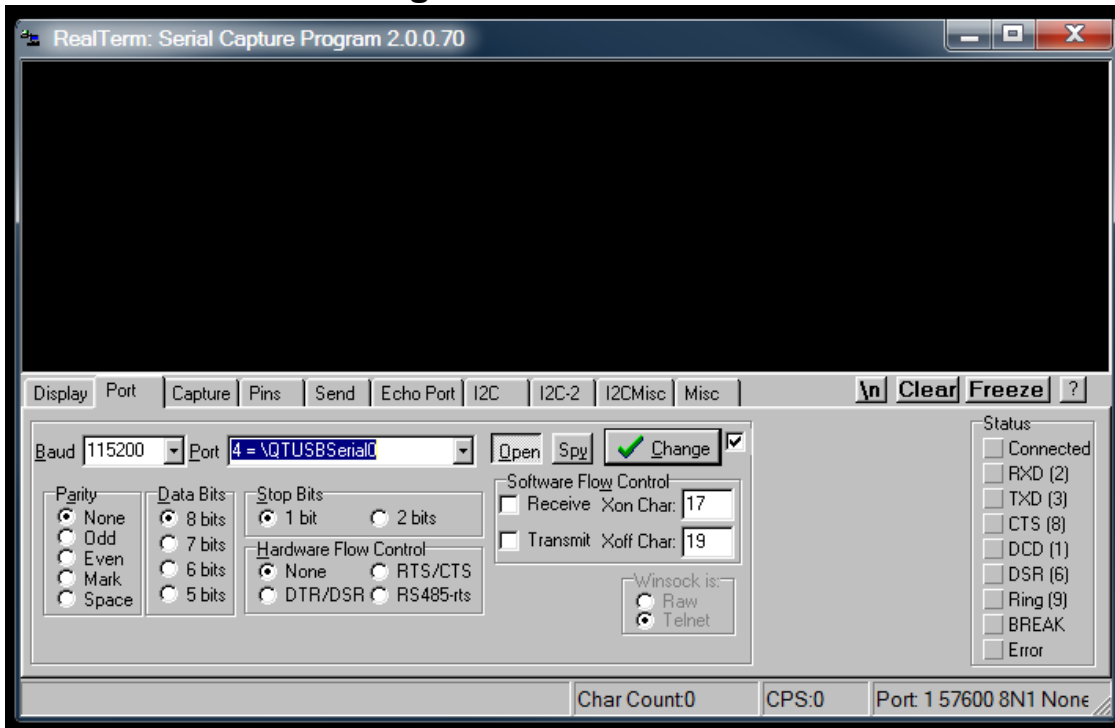 RealTerm: Serial Capture Program 2.0.0.70
Display Port Capture Pins Send Echo Port I2C I2C-2 I2CMisc Misc \n Clear Freeze ?
Baud 115200 Port 4 = \QTUSBSerial0 Open Spy Change
Parity
None
Odd
Even
Mark
Space
Data Bits
8 bits
7 bits
6 bits
5 bits
Stop Bits
1 bit 2 bits
Hardware Flow Control
None RTS/CTS
DTR/DSR RS485-rts
Software Flow Control
Receive Xon Char: 17
Transmit Xoff Char: 19
Winsock is:
Raw
Telnet
Status
Connected
RXD (2)
TXD (3)
CTS (8)
DCD (1)
DSR (6)
Ring (9)
BREAK
Error
Char Count:0 CPS:0 Port: 1 57600 8N1 None